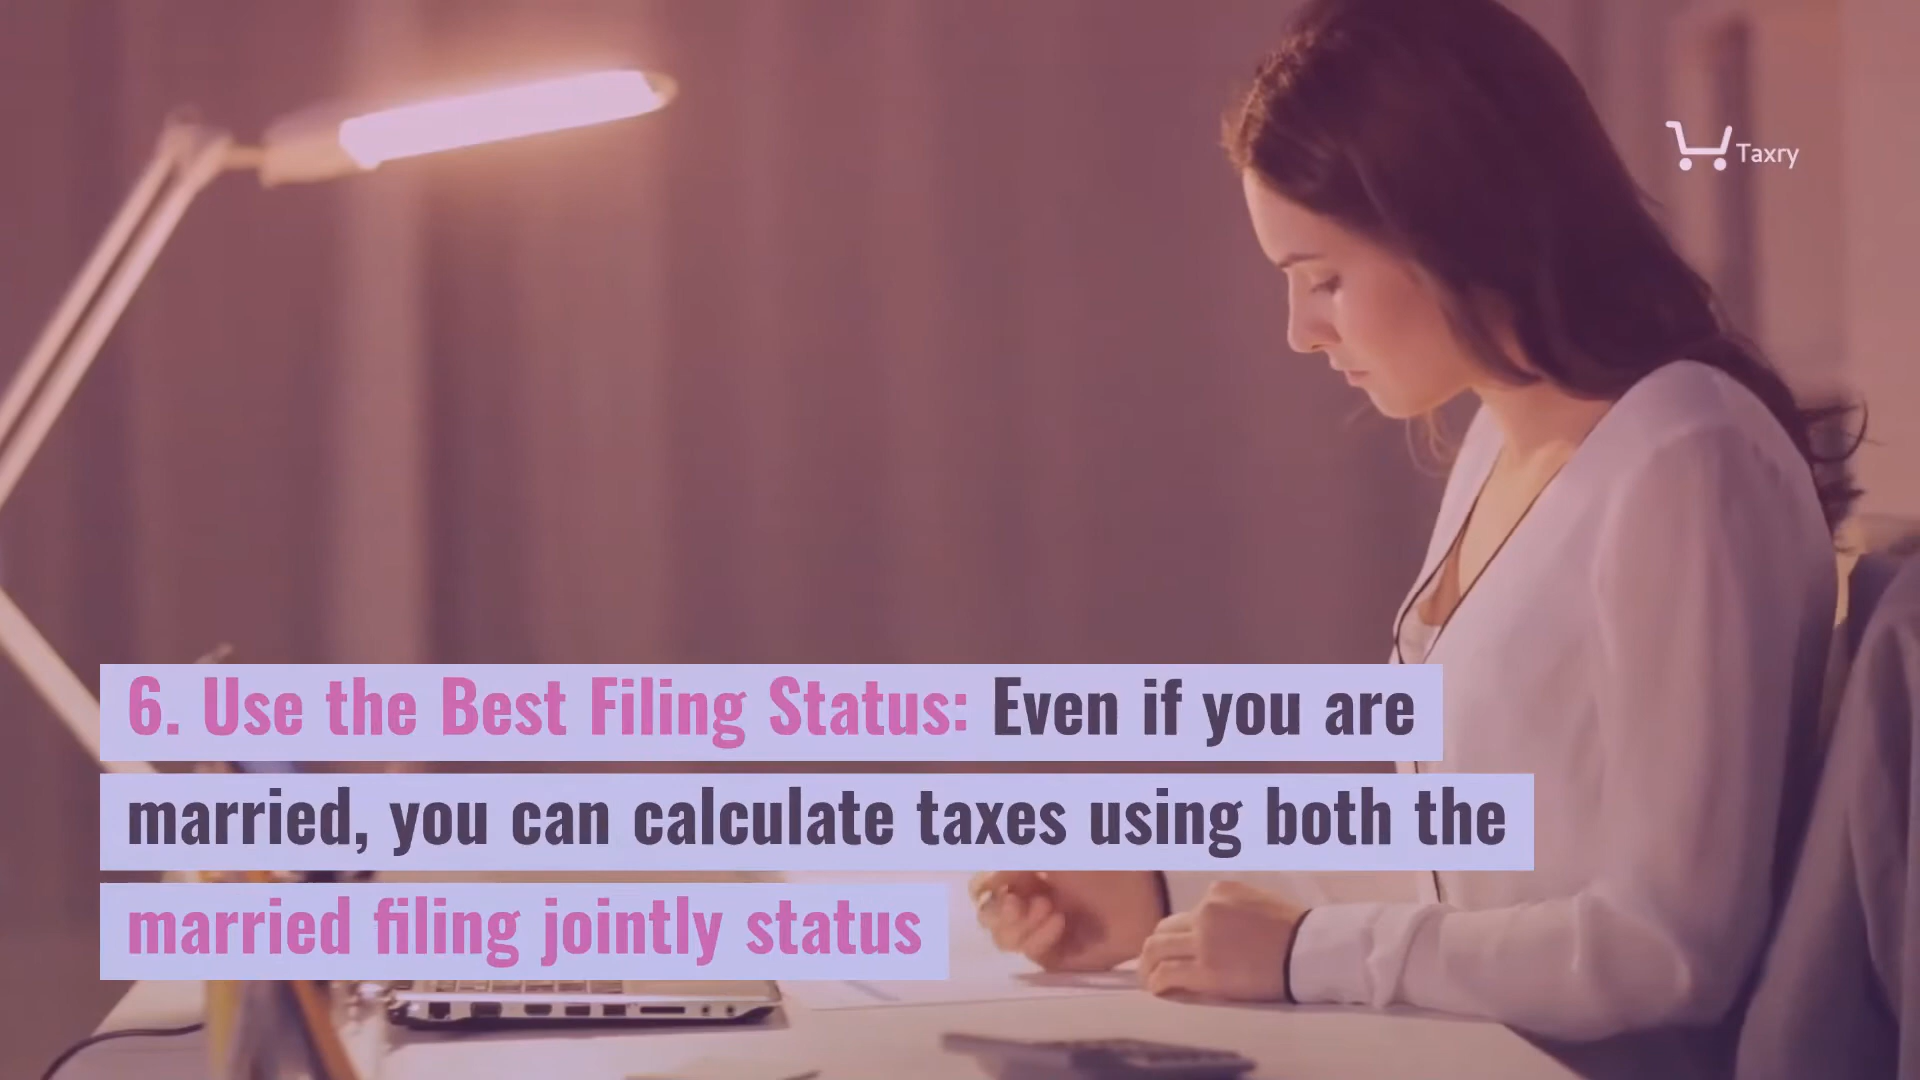 Taxry
6. Use the Best Filing Status: Even if you are
married, you can calculate taxes using both the
married filing jointly status